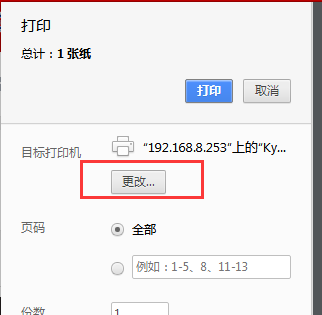 打印
总计：1 张纸
打印 取消
目标打印机 "192.168.8.253"上的"Ky...
更改...
页码 全部
例如：1-5、8、11-13
份数 1